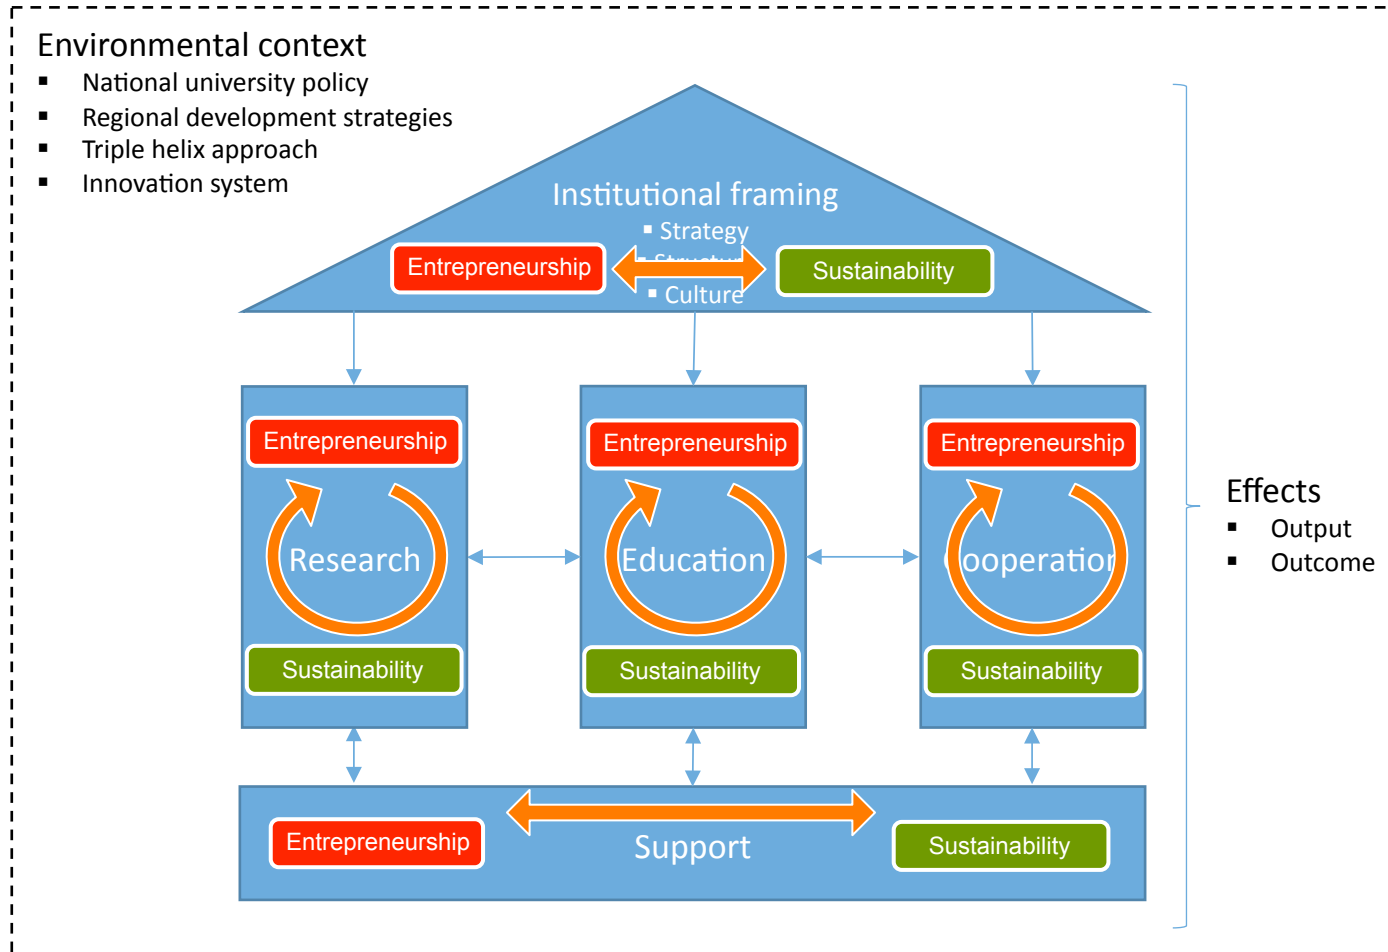 Environmental context
▪ National university policy
▪ Regional development strategies
▪ Triple helix approach
▪ Innovation system
Institutional framing
▪ Strategy
Entrepreneurship
Sustainability
▪ Culture
Entrepreneurship
Entrepreneurship
Entrepreneurship
Research
Education
Cooperation
Sustainability
Sustainability
Sustainability
Effects
▪ Output
▪ Outcome
Entrepreneurship
Support
Sustainability